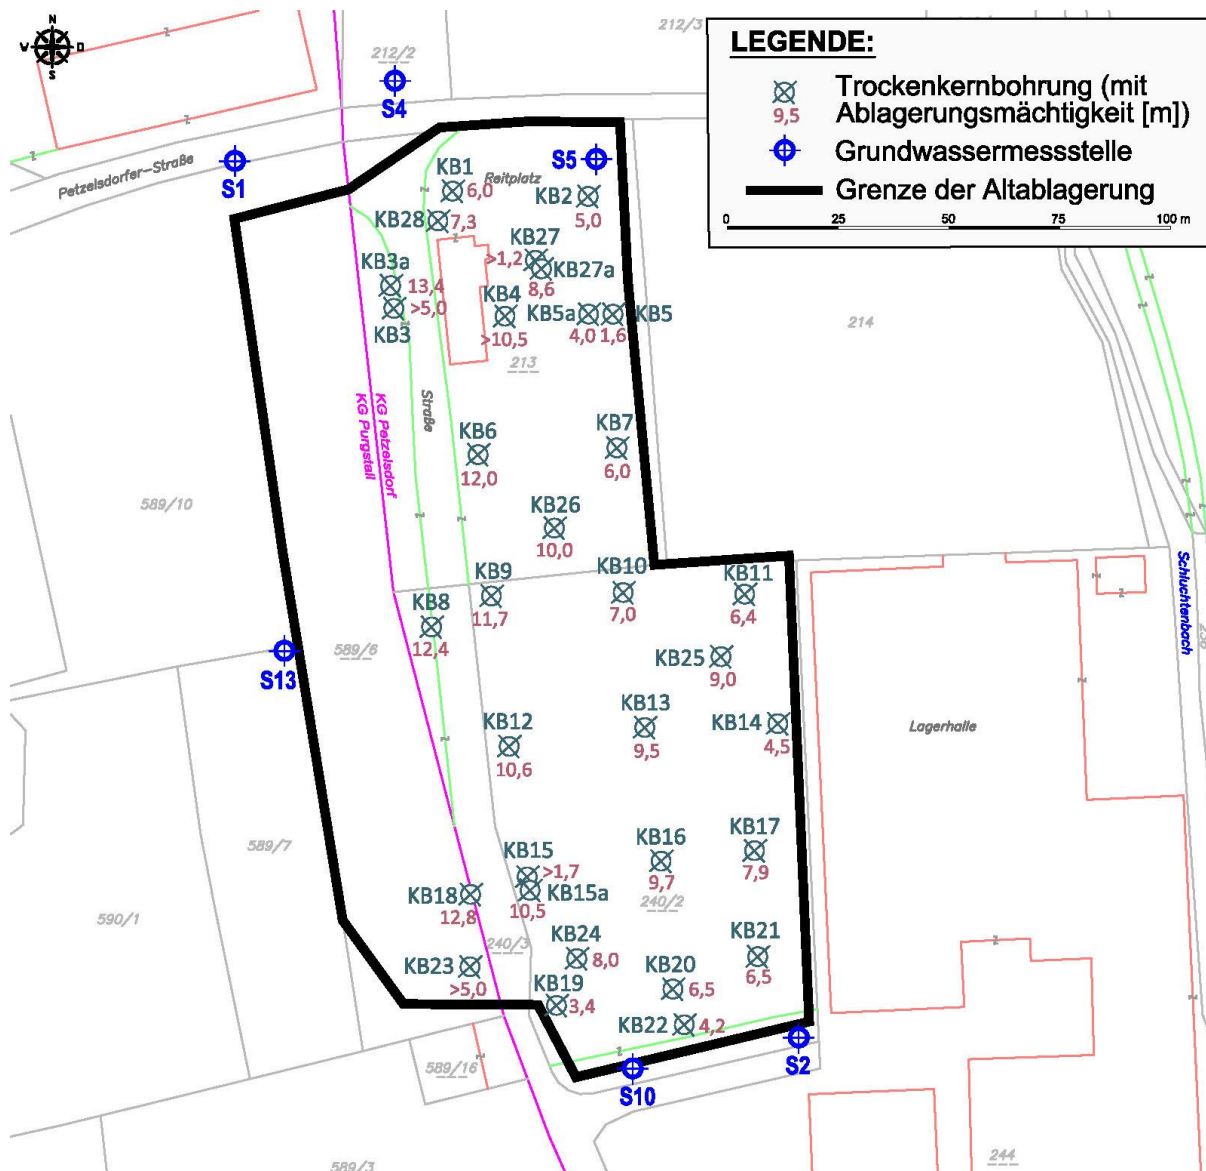 N
W O
S
212/2
212/3
LEGENDE:
Trockenkernbohrung (mit
9,5 Ablagerungsmächtigkeit [m])
Grundwassermessstelle
Grenze der Altablagerung
0 25 50 75 100 m
S4
Petzelsdorfer-Straße
S1
S5
KB1
6,0
Reitplatz
KB2
5,0
KB28
7,3
KB27
>1,2
KB27a
8,6
KB3a
13,4
>5,0
KB3
KB4
>10,5
KB5a
4,0
KB5
1,6
213
214
KG Petzelsdorf
KG Purgstall
Straße
KB6
12,0
KB7
6,0
589/10
KB26
10,0
KB9
11,7
KB10
7,0
KB11
6,4
KB8
12,4
Schluchtenbach
589/6
S13
KB25
9,0
KB13
9,5
KB14
4,5
Lagerhalle
KB12
10,6
589/7
KB15
>1,7
KB15a
10,5
KB16
9,7
KB17
7,9
240/2
KB18
12,8
590/1
240/3
KB24
8,0
KB21
6,5
KB23
>5,0
KB20
6,5
KB19
3,4
KB22
4,2
S2
589/16
S10
589/3
244